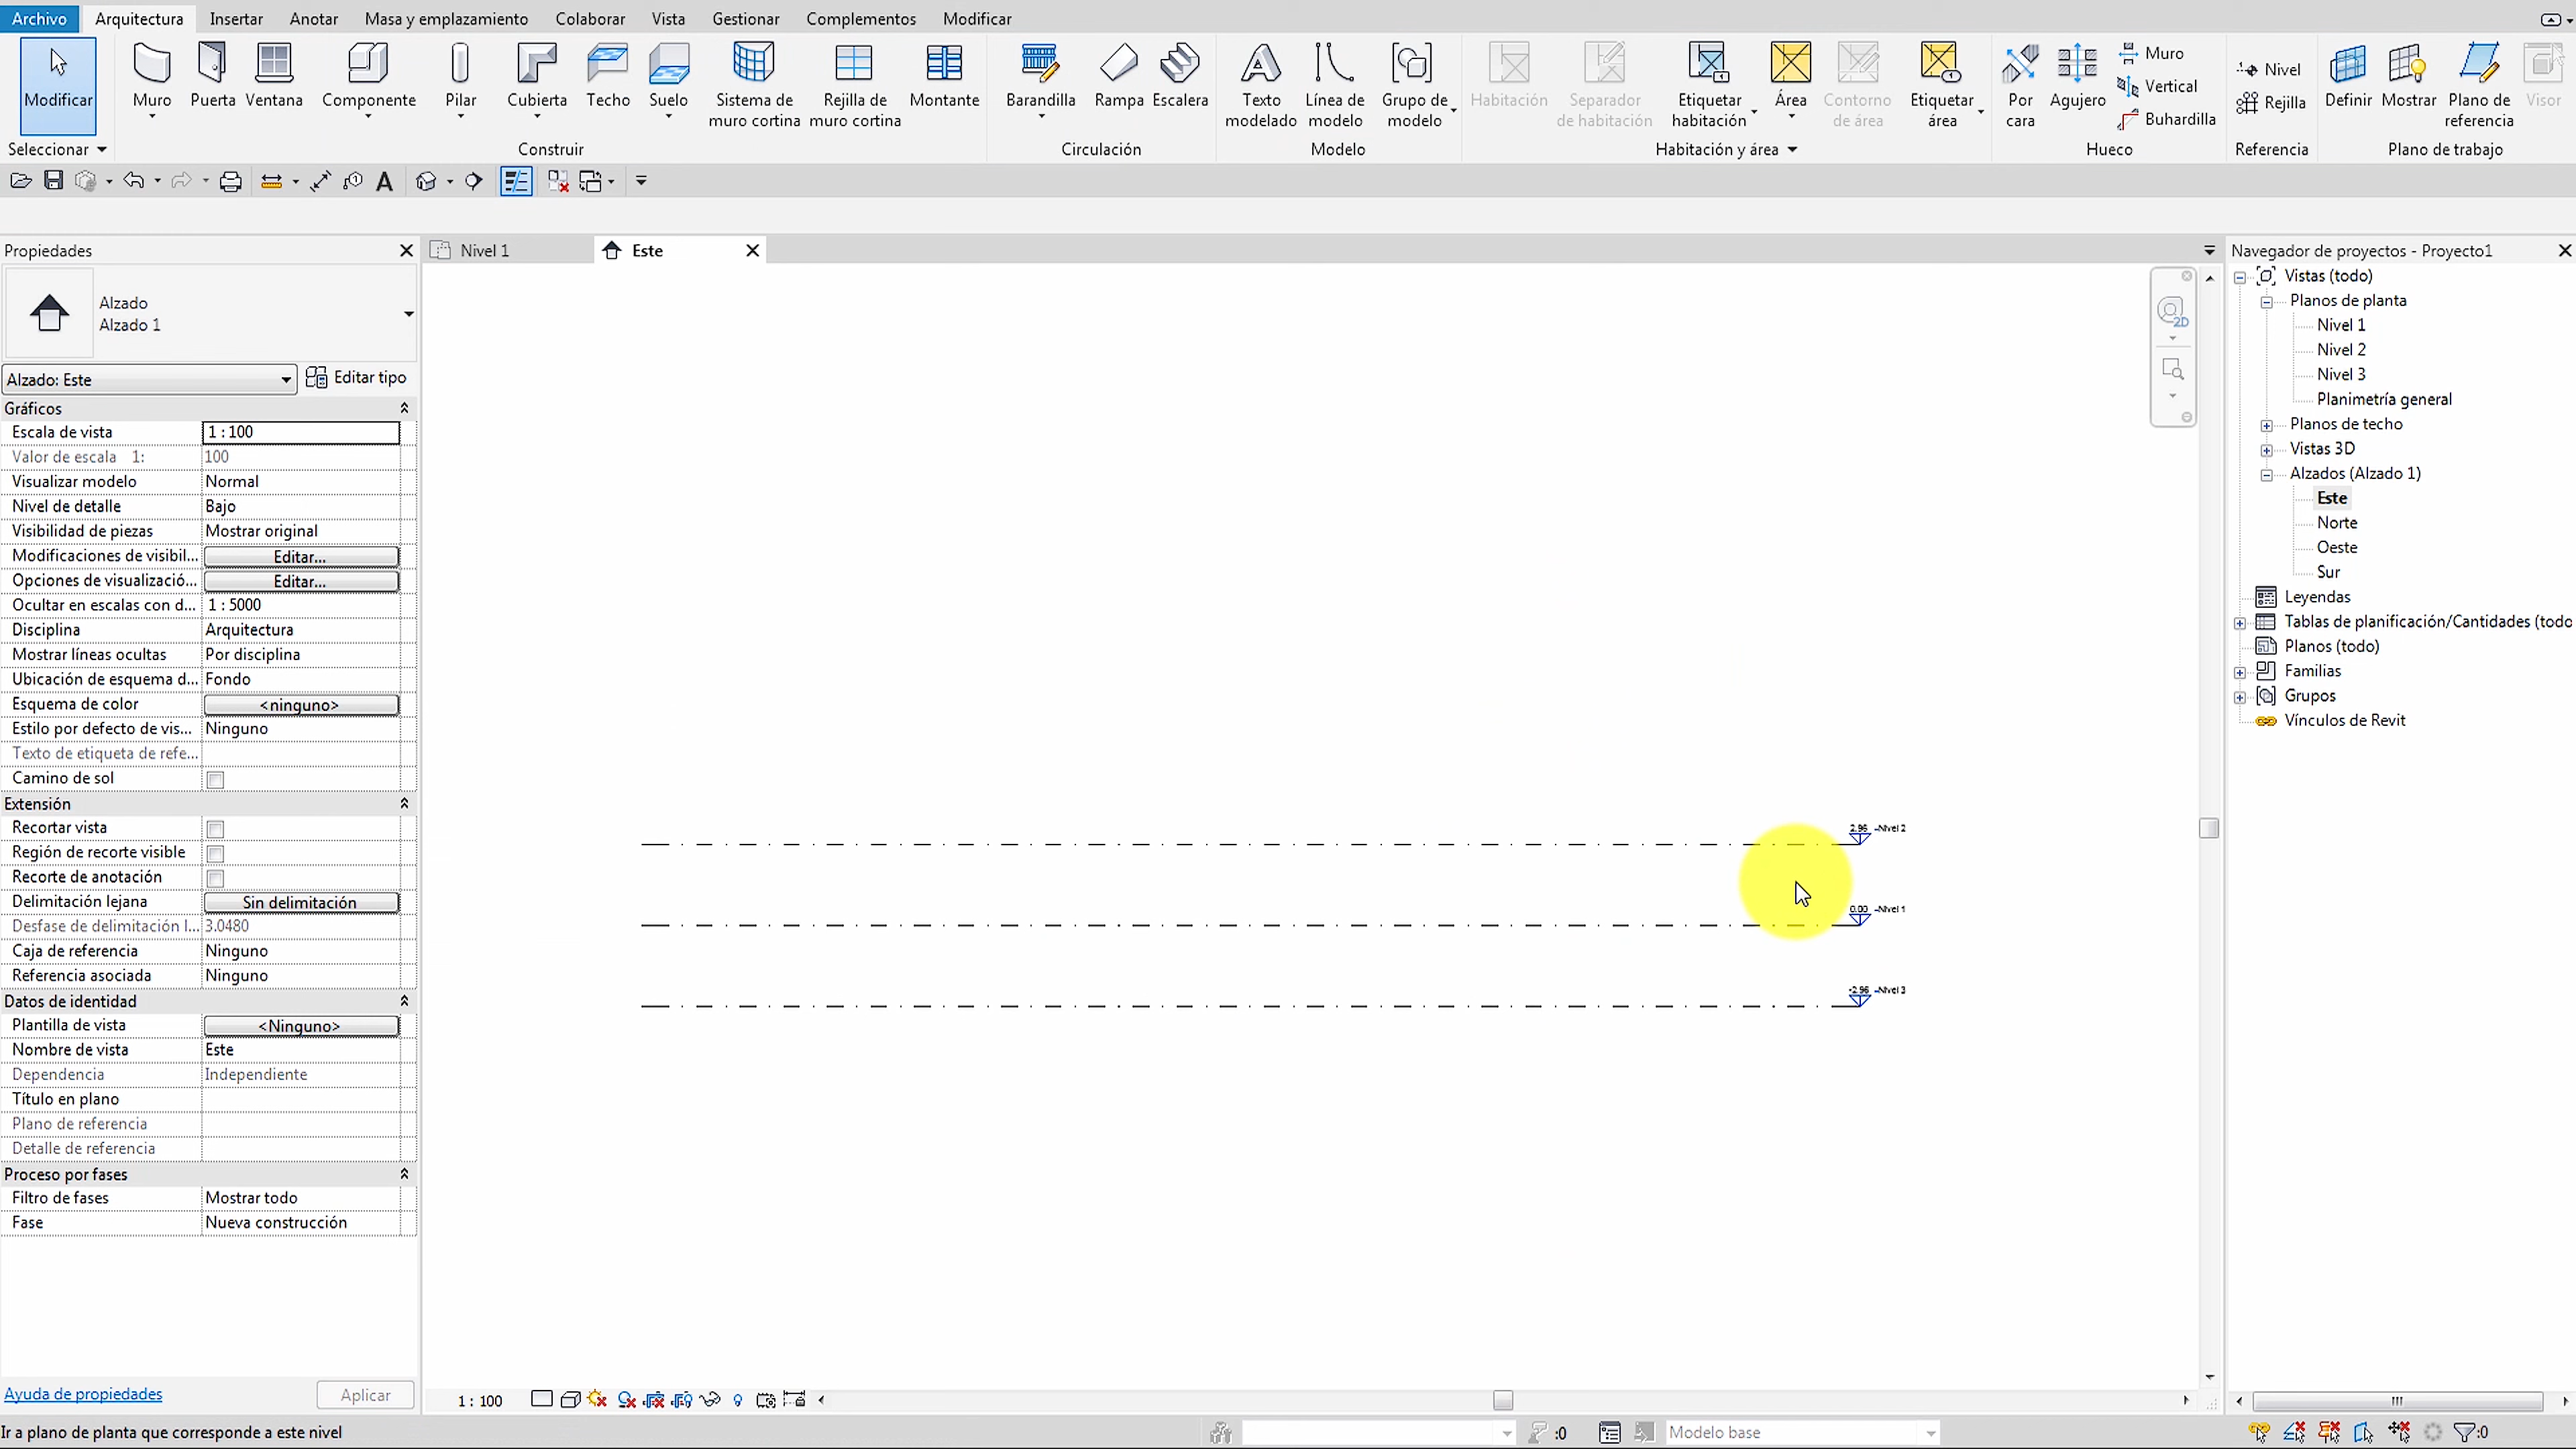 Archivo Arquitectura Insertar Anotar Masa y emplazamiento Colaborar Vista Gestionar Complementos Modificar
Modificar Muro Puerta Ventana Componente Pilar Cubierta Techo Suelo Sistema de muro cortina Rejilla de muro cortina Montante Barandilla Rampa Escalera Texto modelado Línea de modelo Grupo de modelo Habitación Separador de habitación Etiquetar habitación Área Contorno de área Etiquetar área Por cara Agujero Muro Vertical Buhardilla Nivel Rejilla Definir Mostrar Plano de referencia Visor
Seleccionar Construir Circulación Modelo Habitación y área Hueco Referencia Plano de trabajo
Propiedades
Alzado
Alzado 1
Alzado: Este Editar tipo
Gráficos
Escala de vista 1 : 100
Valor de escala 1: 100
Visualizar modelo Normal
Nivel de detalle Bajo
Visibilidad de piezas Mostrar original
Modificaciones de visibil... Editar...
Opciones de visualizació... Editar...
Ocultar en escalas con d... 1 : 5000
Disciplina Arquitectura
Mostrar líneas ocultas Por disciplina
Ubicación de esquema d... Fondo
Esquema de color <ninguno>
Estilo por defecto de vis... Ninguno
Texto de etiqueta de refe...
Camino de sol
Extensión
Recortar vista
Región de recorte visible
Recorte de anotación
Delimitación lejana Sin delimitación
Desfase de delimitación l... 3.0480
Caja de referencia Ninguno
Referencia asociada Ninguno
Datos de identidad
Plantilla de vista <Ninguno>
Nombre de vista Este
Dependencia Independiente
Título en plano
Plano de referencia
Detalle de referencia
Proceso por fases
Filtro de fases Mostrar todo
Fase Nueva construcción
Ayuda de propiedades Aplicar
Nivel 1 Este
2D
2.96 Nivel 2
0.00 Nivel 1
-2.96 Nivel 3
1 : 100
Navegador de proyectos - Proyecto1
Vistas (todo)
Planos de planta
Nivel 1
Nivel 2
Nivel 3
Planimetría general
Planos de techo
Vistas 3D
Alzados (Alzado 1)
Este
Norte
Oeste
Sur
Leyendas
Tablas de planificación/Cantidades (todo
Planos (todo)
Familias
Grupos
Vínculos de Revit
Ir a plano de planta que corresponde a este nivel :0 Modelo base :0